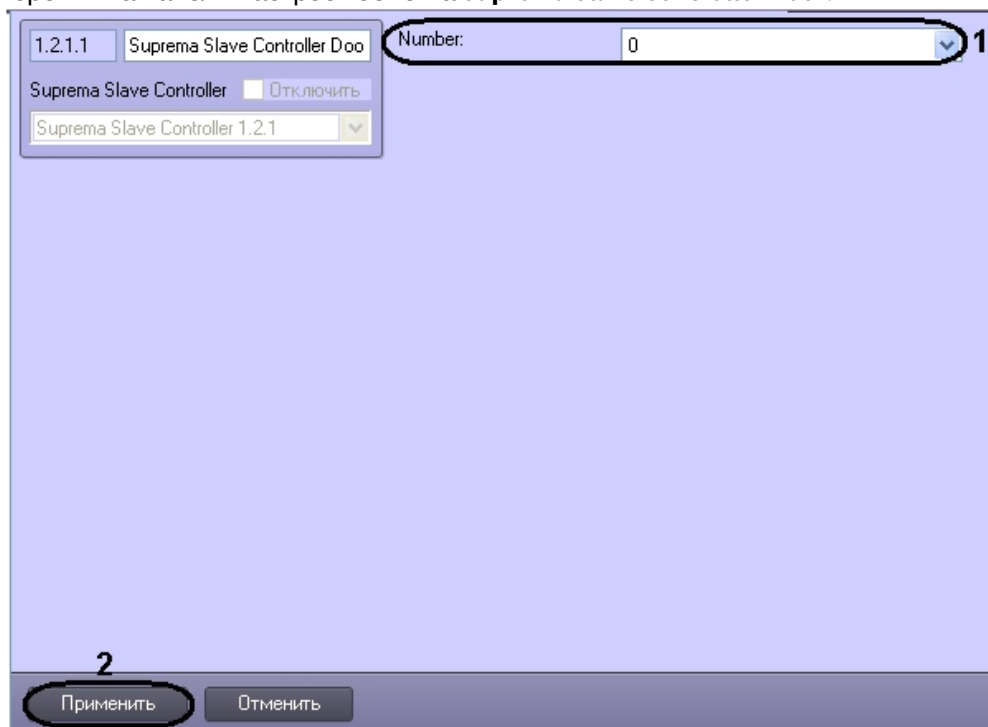 1.2.1.1 Suprema Slave Controller Doo Number: 0 1
Suprema Slave Controller Отключить
Suprema Slave Controller 1.2.1
2
Применить Отменить